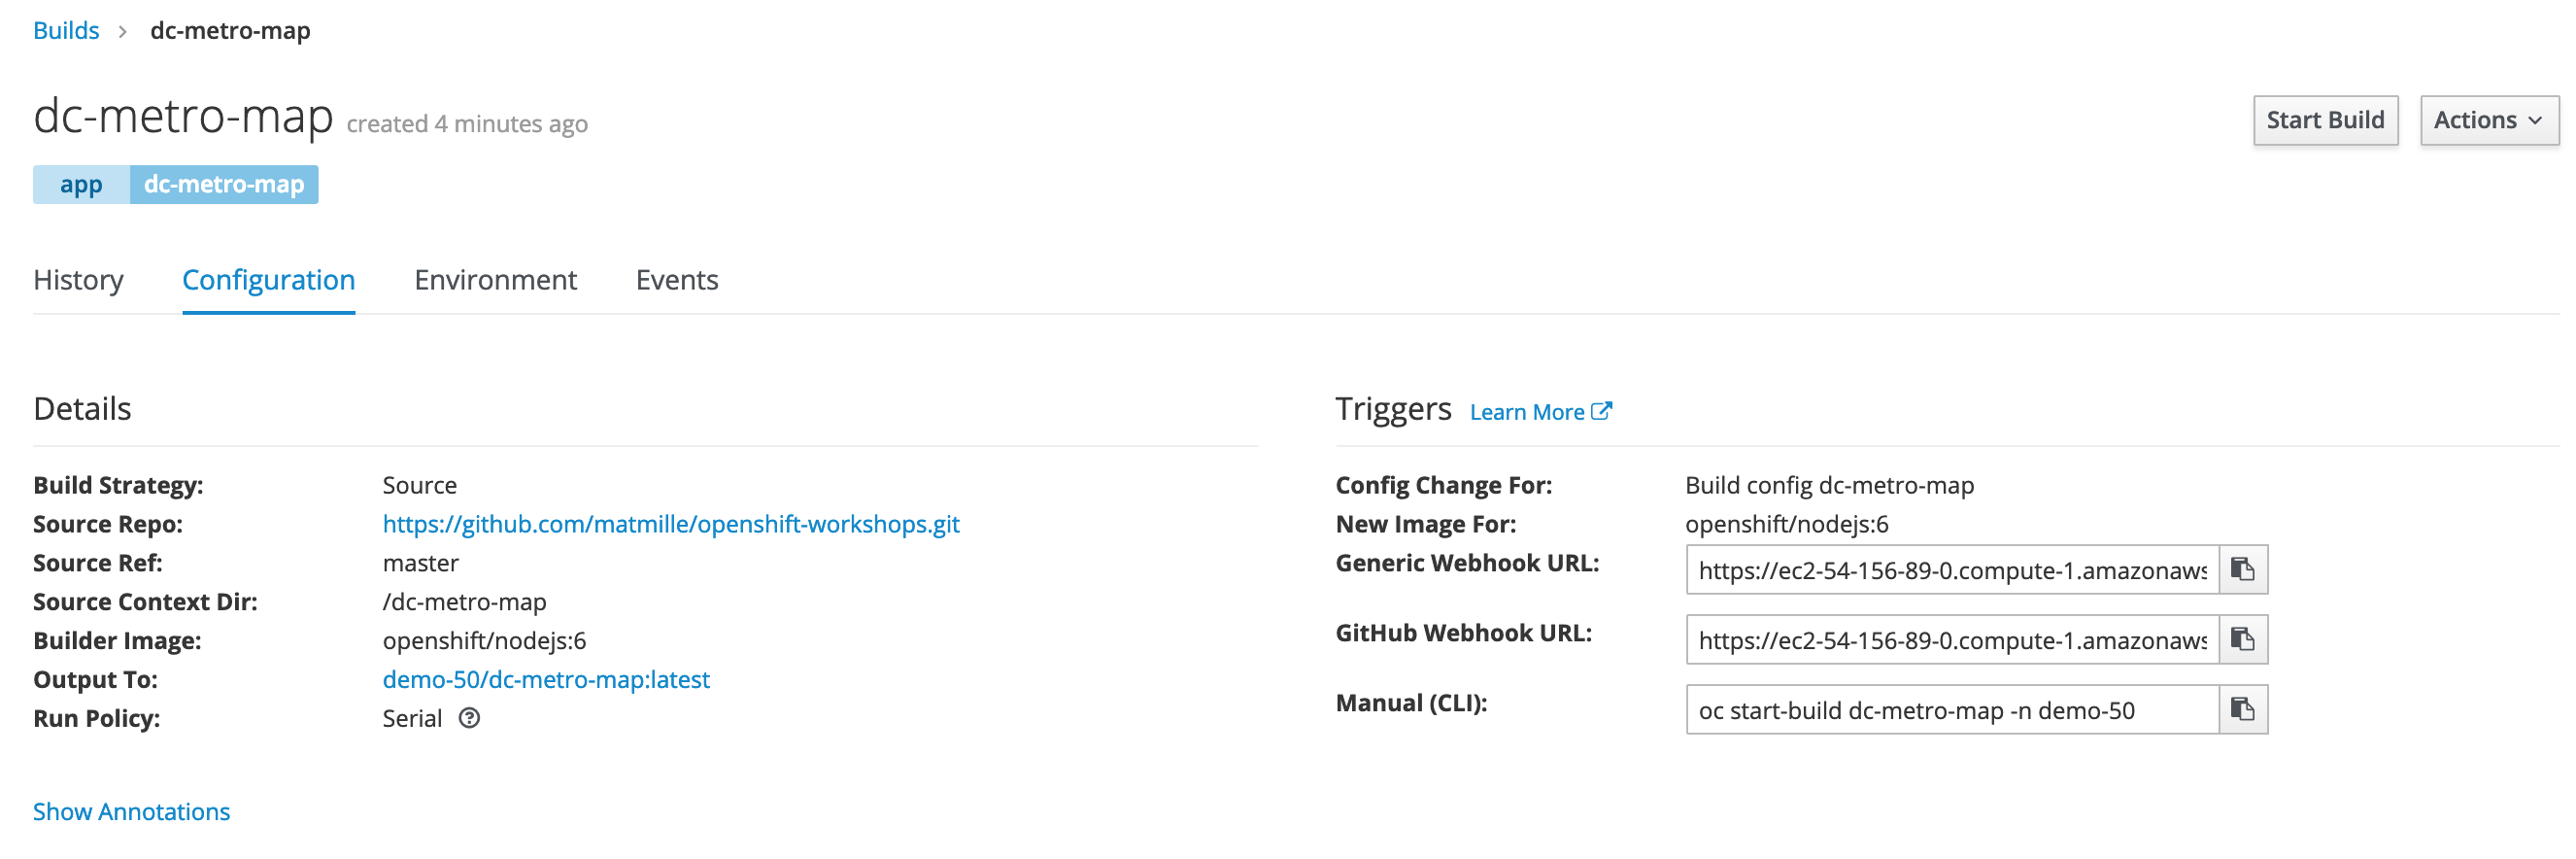 Builds > dc-metro-map
dc-metro-map created 4 minutes ago
Start Build
Actions
app dc-metro-map
History Configuration Environment Events
Details
Build Strategy: Source
Source Repo: https://github.com/matmille/openshift-workshops.git
Source Ref: master
Source Context Dir: /dc-metro-map
Builder Image: openshift/nodejs:6
Output To: demo-50/dc-metro-map:latest
Run Policy: Serial
Show Annotations
Triggers Learn More
Config Change For: Build config dc-metro-map
New Image For: openshift/nodejs:6
Generic Webhook URL: https://ec2-54-156-89-0.compute-1.amazonaws
GitHub Webhook URL: https://ec2-54-156-89-0.compute-1.amazonaws
Manual (CLI): oc start-build dc-metro-map -n demo-50